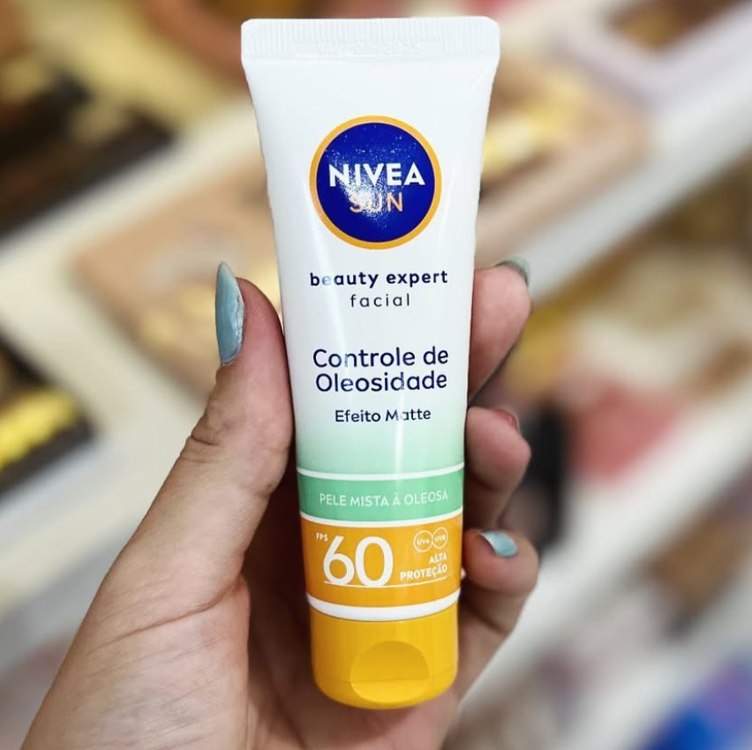 NIVEA
SUN
beauty expert
facial
Controle de
Oleosidade
Efeito Matte
PELE MISTA À OLEOSA
FPS
60
UVA UVB
ALTA
PROTEÇÃO